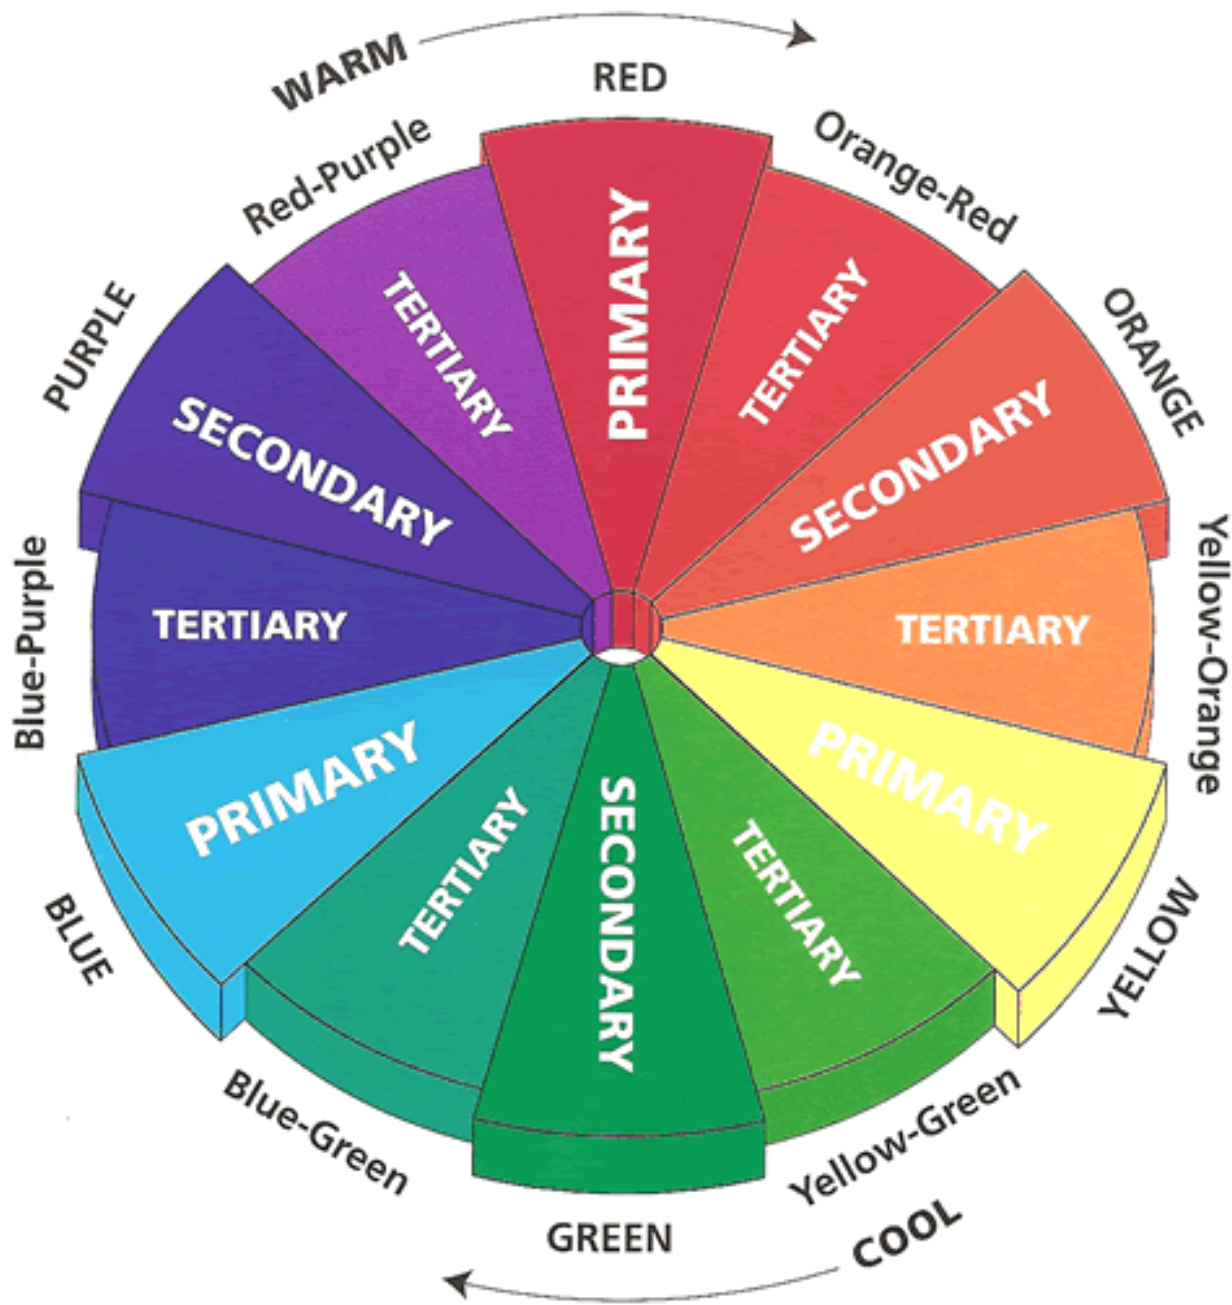 WARM
RED
Red-Purple
Orange-Red
PURPLE
ORANGE
Blue-Purple
Yellow-Orange
BLUE
YELLOW
Blue-Green
Yellow-Green
GREEN
COOL
PRIMARY
TERTIARY
SECONDARY
TERTIARY
PRIMARY
TERTIARY
SECONDARY
TERTIARY
PRIMARY
TERTIARY
SECONDARY
TERTIARY